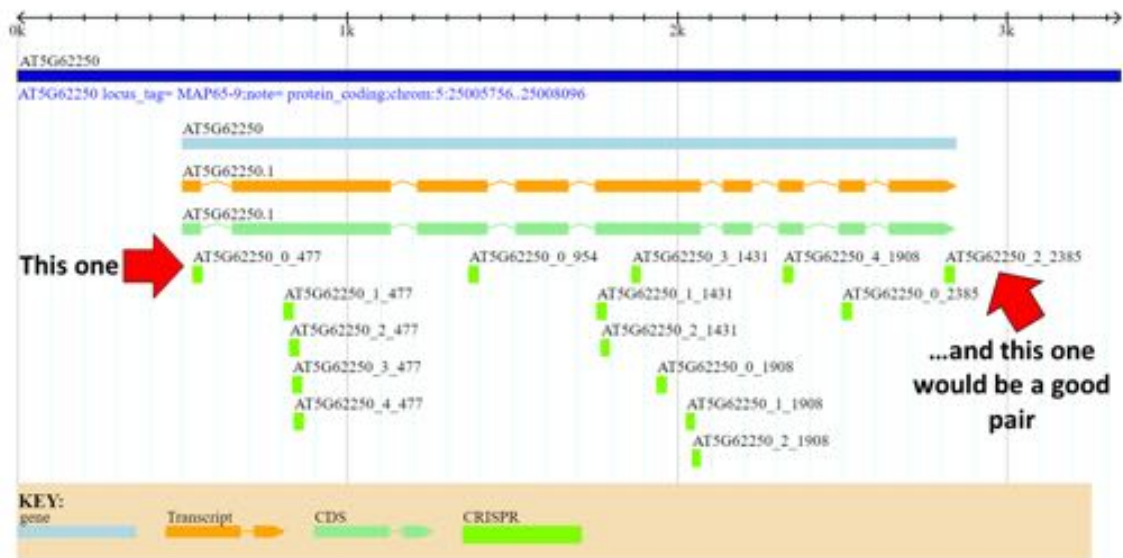 0k 1k 2k 3k
AT5G62250
AT5G62250 locus_tag= MAP65-9;note= protein_coding;chrom:5:25005756..25008096
AT5G62250
AT5G62250.1
AT5G62250.1
This one
AT5G62250_0_477 AT5G62250_0_954 AT5G62250_3_1431 AT5G62250_4_1908 AT5G62250_2_2385
AT5G62250_1_477 AT5G62250_1_1431 AT5G62250_0_2385
AT5G62250_2_477 AT5G62250_2_1431
AT5G62250_3_477 AT5G62250_0_1908
AT5G62250_4_477 AT5G62250_1_1908
AT5G62250_2_1908
...and this one
would be a good
pair
KEY:
gene Transcript CDS CRISPR